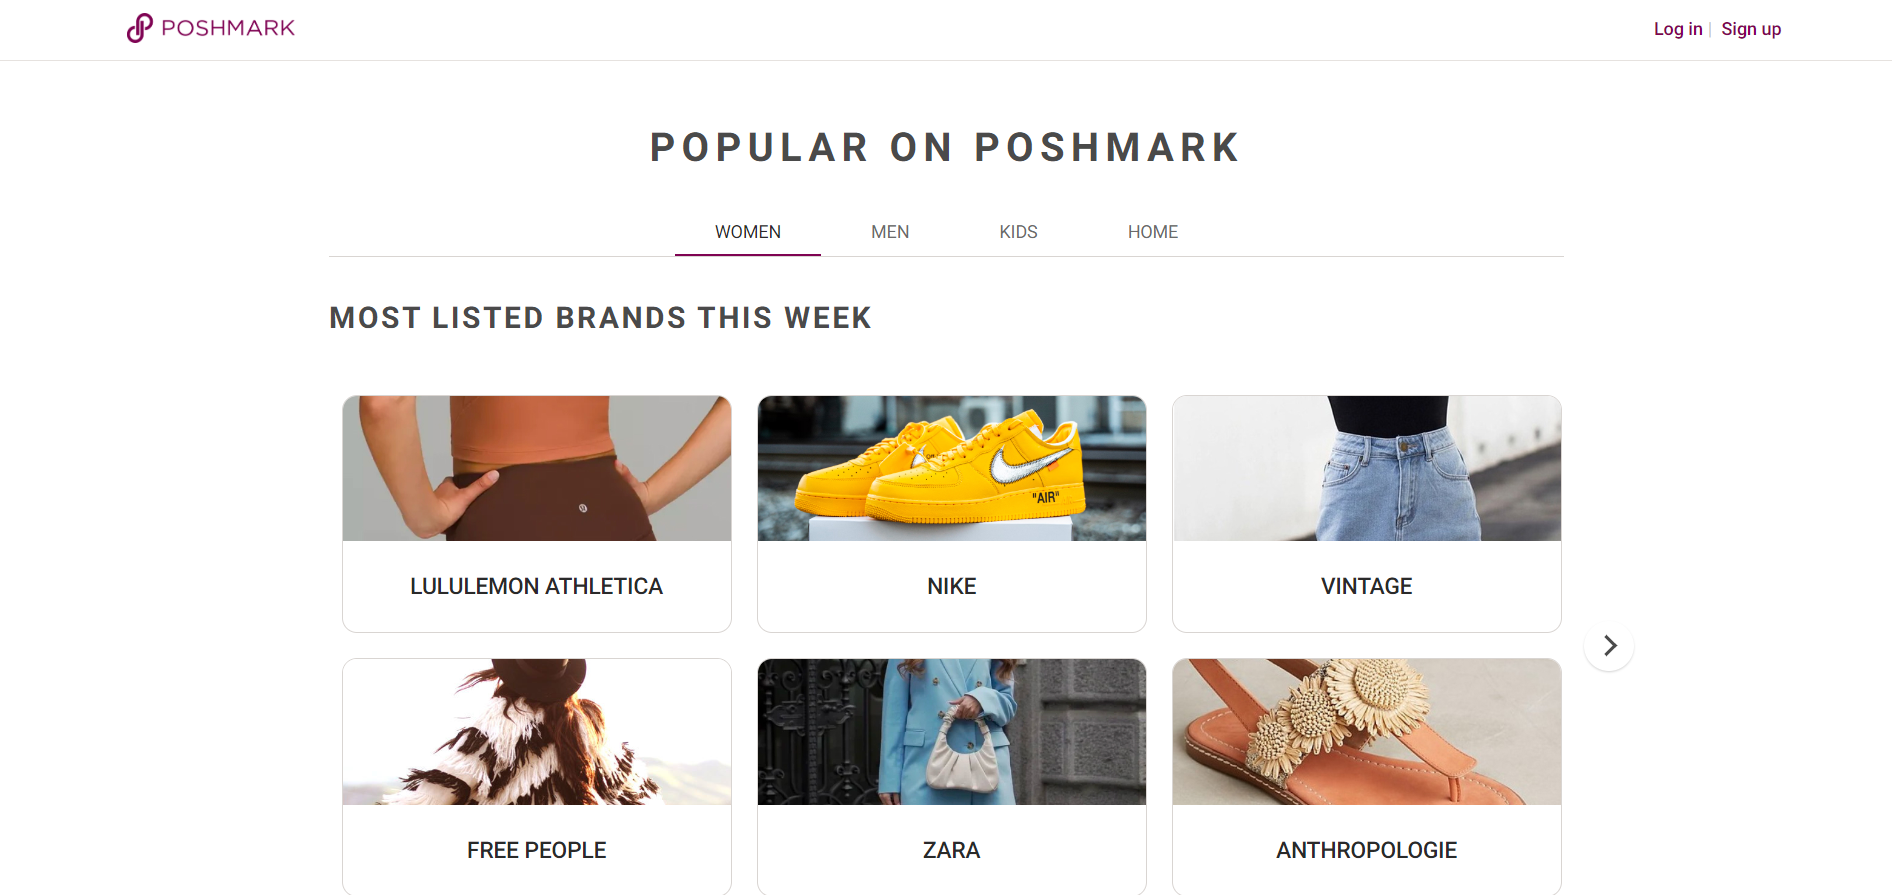 POSHMARK
Log in | Sign up
POPULAR ON POSHMARK
WOMEN MEN KIDS HOME
MOST LISTED BRANDS THIS WEEK
"AIR"
LULULEMON ATHLETICA
NIKE
VINTAGE
FREE PEOPLE
ZARA
ANTHROPOLOGIE